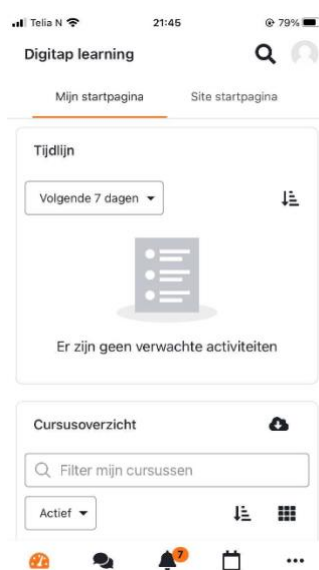 Telia N 21:45 79%
Digitap learning
Mijn startpagina Site startpagina
Tijdlijn
Volgende 7 dagen
Er zijn geen verwachte activiteiten
Cursusoverzicht
Filter mijn cursussen
Actief
7